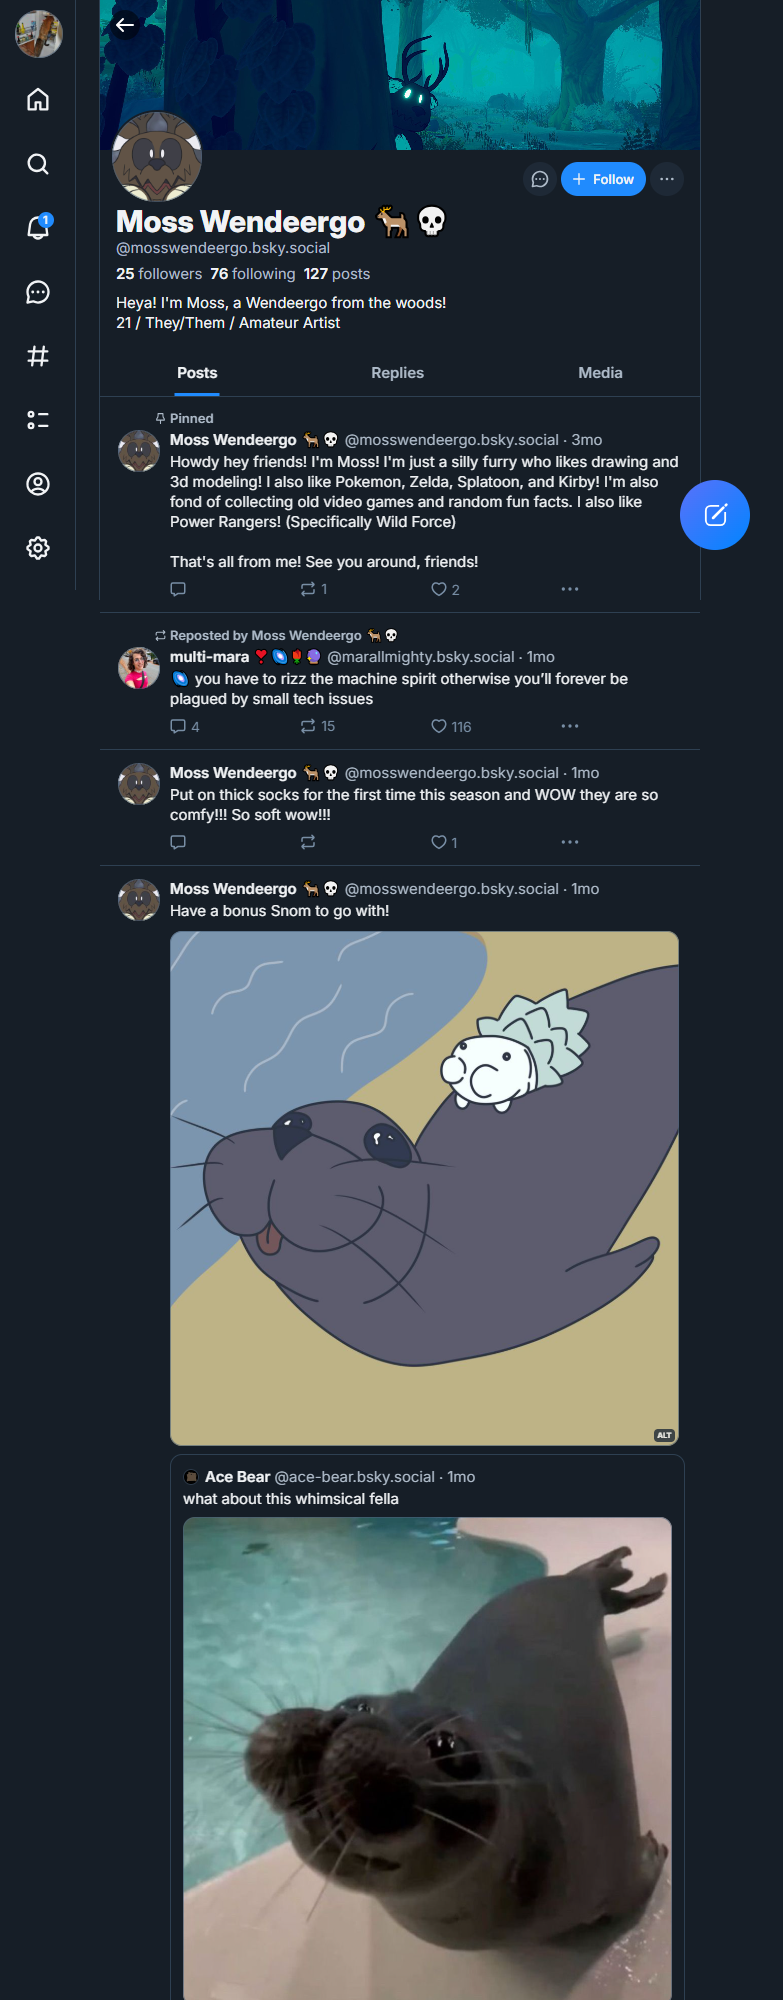 1
Follow
Moss Wendeergo 🦌💀
@mosswendeergo.bsky.social
25 followers 76 following 127 posts
Heya! I'm Moss, a Wendeergo from the woods!
21 / They/Them / Amateur Artist
Posts Replies Media
Pinned
Moss Wendeergo 🦌💀 @mosswendeergo.bsky.social · 3mo
Howdy hey friends! I'm Moss! I'm just a silly furry who likes drawing and
3d modeling! I also like Pokemon, Zelda, Splatoon, and Kirby! I'm also
fond of collecting old video games and random fun facts. I also like
Power Rangers! (Specifically Wild Force)
That's all from me! See you around, friends!
1 2
Reposted by Moss Wendeergo 🦌💀
multi-mara ❣️🌌🌹🔮 @marallmighty.bsky.social · 1mo
🌌 you have to rizz the machine spirit otherwise you’ll forever be
plagued by small tech issues
4 15 116
Moss Wendeergo 🦌💀 @mosswendeergo.bsky.social · 1mo
Put on thick socks for the first time this season and WOW they are so
comfy!!! So soft wow!!!
1
Moss Wendeergo 🦌💀 @mosswendeergo.bsky.social · 1mo
Have a bonus Snom to go with!
ALT
Ace Bear @ace-bear.bsky.social · 1mo
what about this whimsical fella